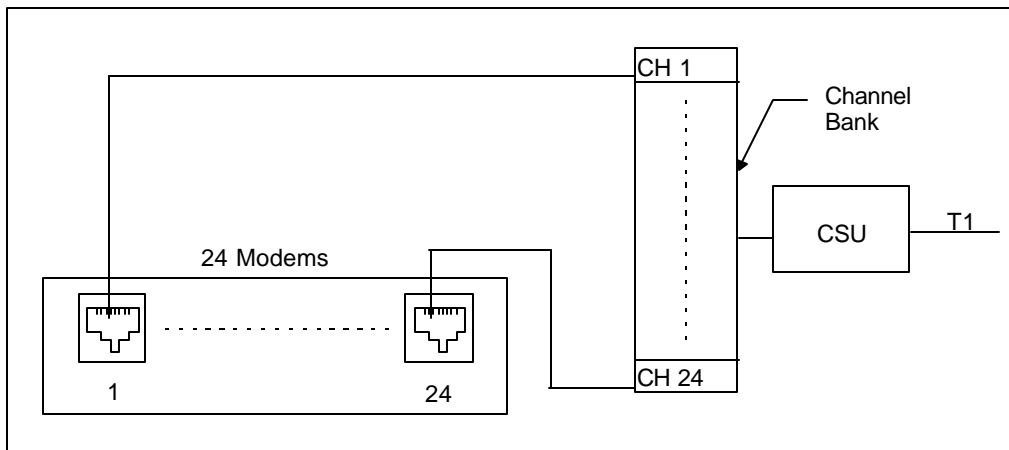 CH 1
Channel
Bank
CSU
T1
24 Modems
1
24
CH 24